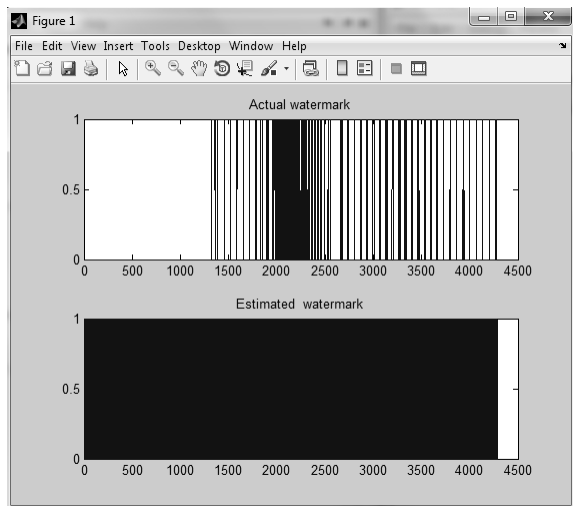 Figure 1
File Edit View Insert Tools Desktop Window Help
Actual watermark
1
0.5
0
0 500 1000 1500 2000 2500 3000 3500 4000 4500
Estimated watermark
1
0.5
0
0 500 1000 1500 2000 2500 3000 3500 4000 4500